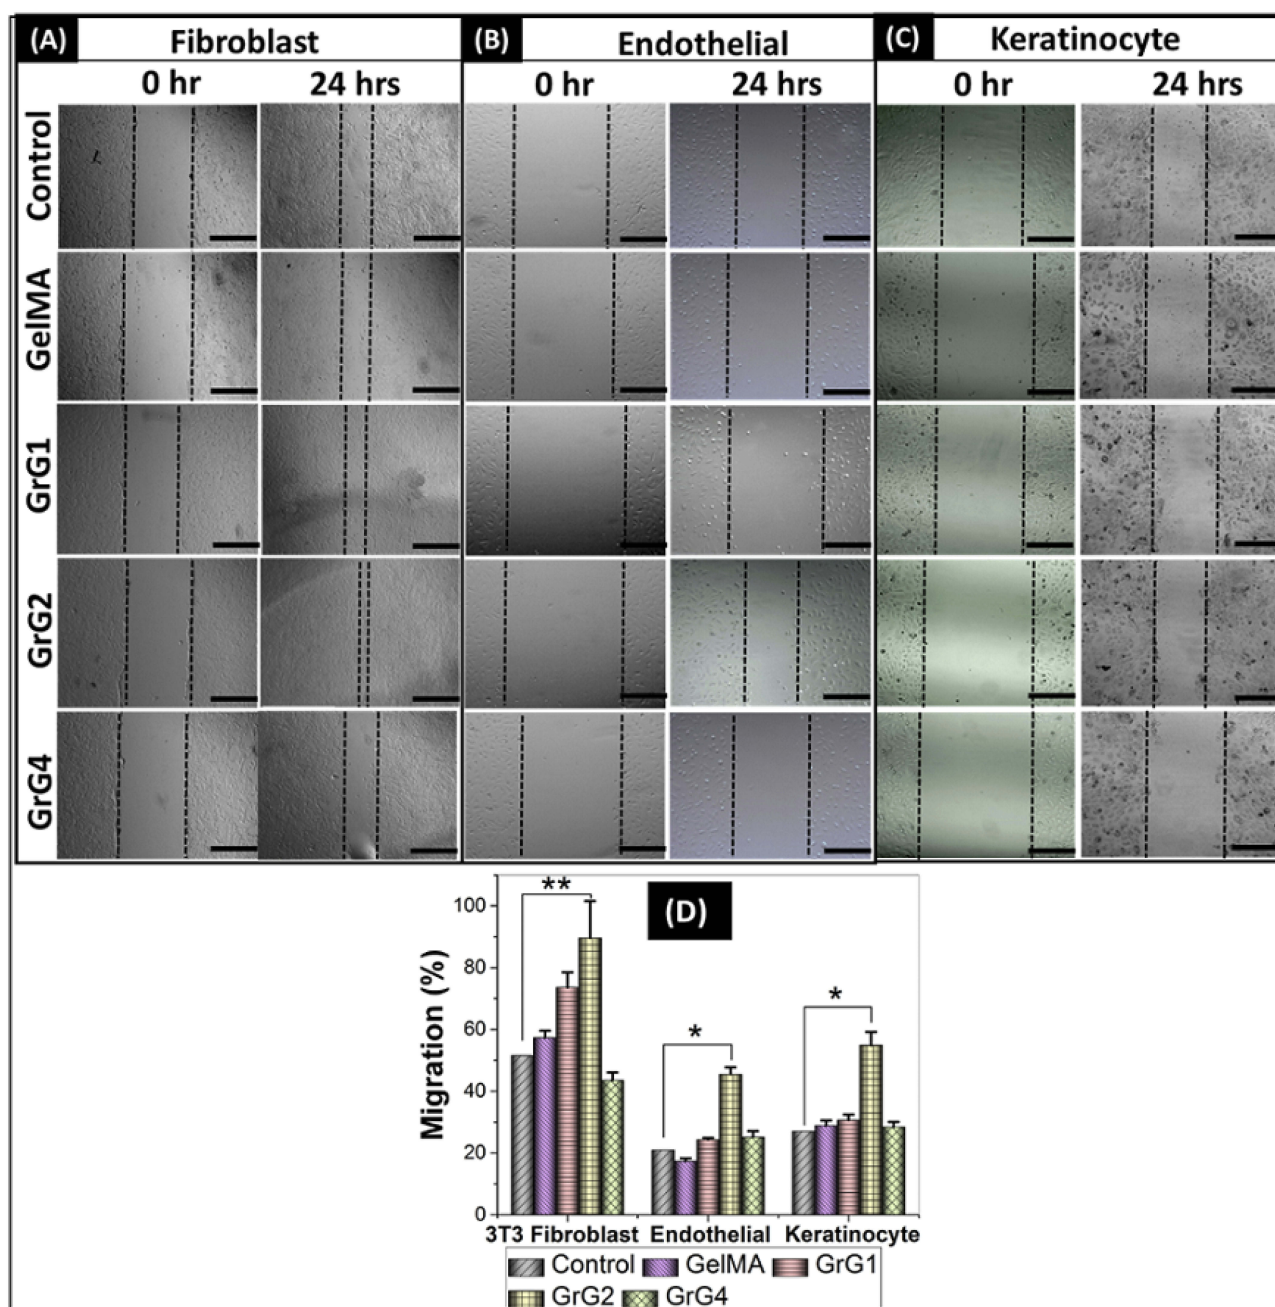 (A) Fibroblast
0 hr 24 hrs
(B) Endothelial
0 hr 24 hrs
(C) Keratinocyte
0 hr 24 hrs
Control
GelMA
GrG1
GrG2
GrG4
(D)
Migration (%)
100
80
60
40
20
0
**
*
*
3T3 Fibroblast Endothelial Keratinocyte
Control GelMA GrG1
GrG2 GrG4